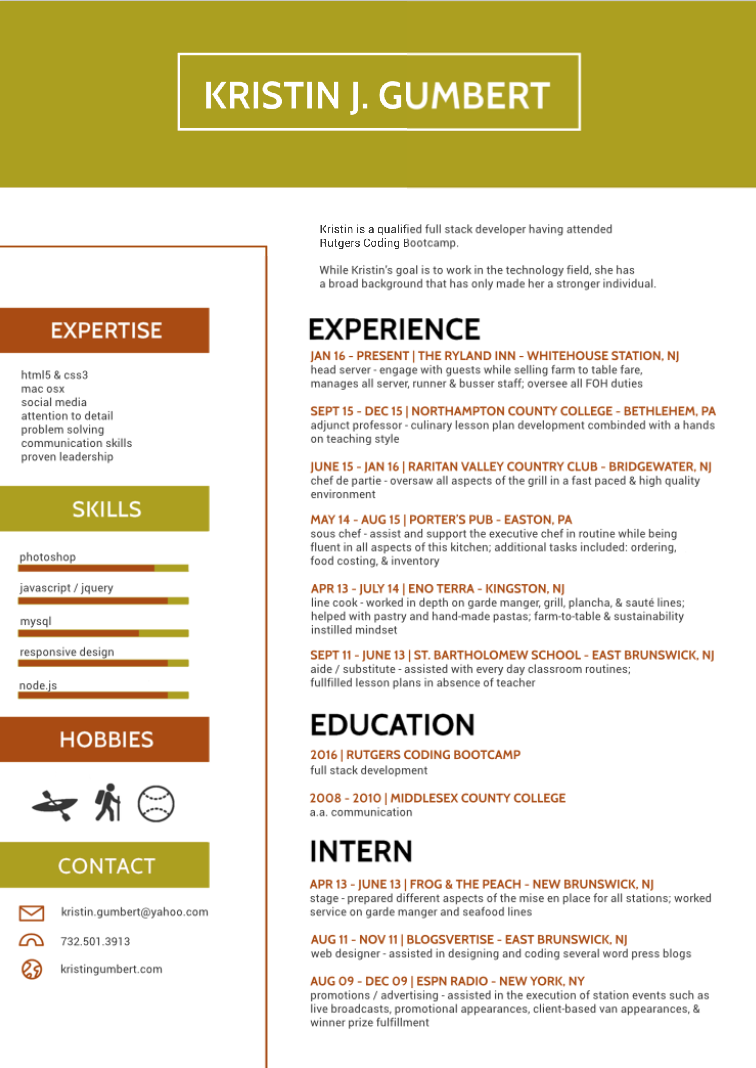 KRISTIN J. GUMBERT
Kristin is a qualified full stack developer having attended
Rutgers Coding Bootcamp.
While Kristin's goal is to work in the technology field, she has
a broad background that has only made her a stronger individual.
EXPERTISE
html5 & css3
mac osx
social media
attention to detail
problem solving
communication skills
proven leadership
SKILLS
photoshop
javascript / jquery
mysql
responsive design
node.js
HOBBIES
CONTACT
kristin.gumbert@yahoo.com
732.501.3913
kristingumbert.com
EXPERIENCE
JAN 16 - PRESENT | THE RYLAND INN - WHITEHOUSE STATION, NJ
head server - engage with guests while selling farm to table fare,
manages all server, runner & busser staff; oversee all FOH duties
SEPT 15 - DEC 15 | NORTHAMPTON COUNTY COLLEGE - BETHLEHEM, PA
adjunct professor - culinary lesson plan development combinded with a hands
on teaching style
JUNE 15 - JAN 16 | RARITAN VALLEY COUNTRY CLUB - BRIDGEWATER, NJ
chef de partie - oversaw all aspects of the grill in a fast paced & high quality
environment
MAY 14 - AUG 15 | PORTER'S PUB - EASTON, PA
sous chef - assist and support the executive chef in routine while being
fluent in all aspects of this kitchen; additional tasks included: ordering,
food costing, & inventory
APR 13 - JULY 14 | ENO TERRA - KINGSTON, NJ
line cook - worked in depth on garde manger, grill, plancha, & sauté lines;
helped with pastry and hand-made pastas; farm-to-table & sustainability
instilled mindset
SEPT 11 - JUNE 13 | ST. BARTHOLOMEW SCHOOL - EAST BRUNSWICK, NJ
aide / substitute - assisted with every day classroom routines;
fullfilled lesson plans in absence of teacher
EDUCATION
2016 | RUTGERS CODING BOOTCAMP
full stack development
2008 - 2010 | MIDDLESEX COUNTY COLLEGE
a.a. communication
INTERN
APR 13 - JUNE 13 | FROG & THE PEACH - NEW BRUNSWICK, NJ
stage - prepared different aspects of the mise en place for all stations; worked
service on garde manger and seafood lines
AUG 11 - NOV 11 | BLOGSVERTISE - EAST BRUNSWICK, NJ
web designer - assisted in designing and coding several word press blogs
AUG 09 - DEC 09 | ESPN RADIO - NEW YORK, NY
promotions / advertising - assisted in the execution of station events such as
live broadcasts, promotional appearances, client-based van appearances, &
winner prize fulfillment